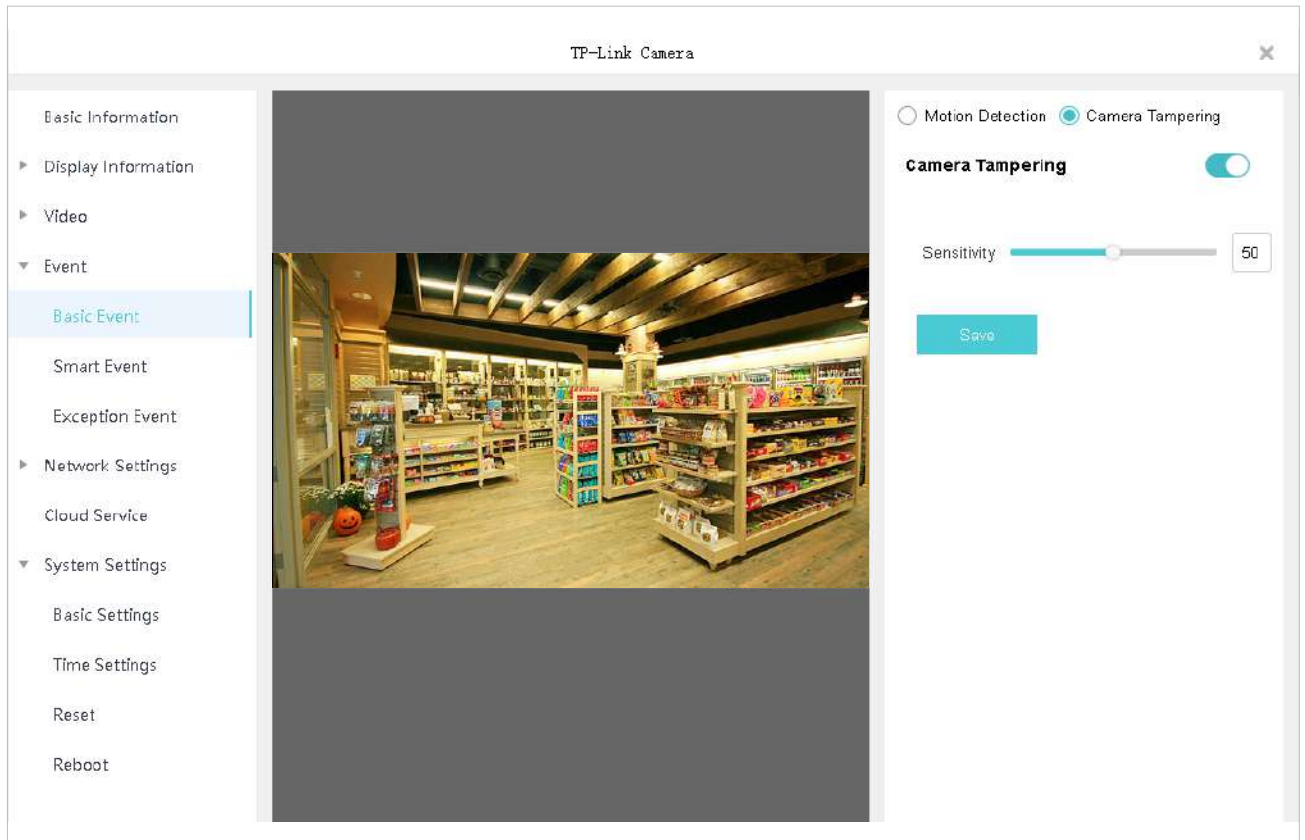 TP-Link Camera
Basic Information
Display Information
Video
Event
Basic Event
Smart Event
Exception Event
Network Settings
Cloud Service
System Settings
Basic Settings
Time Settings
Reset
Reboot
Motion Detection Camera Tampering
Camera Tampering
Sensitivity 50
Save